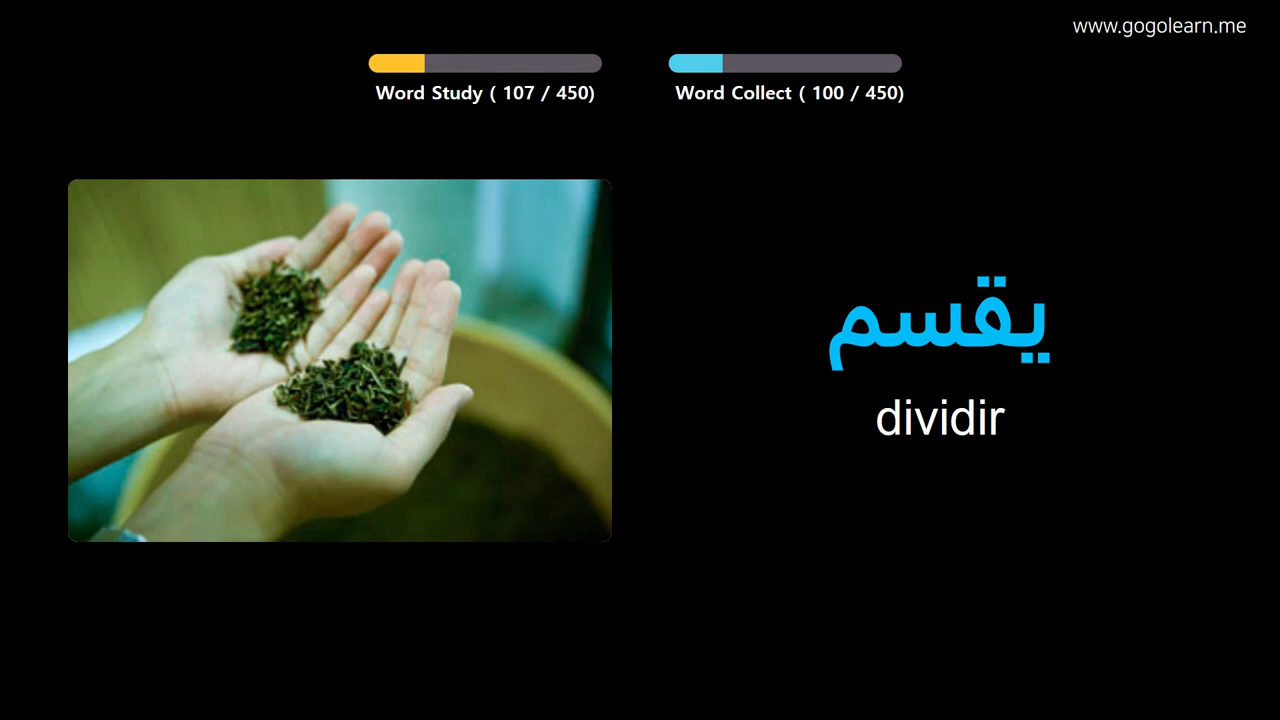 www.gogolearn.me
Word Study ( 107 / 450)
Word Collect ( 100 / 450)
يقسم
dividir